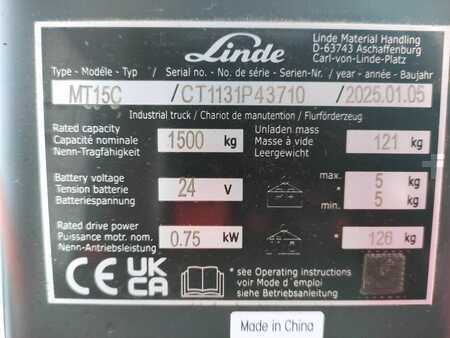 Linde
Linde Material Handling
D-63743 Aschaffenburg
Carl-von-Linde-Platz
Type - Modéle - Typ / Serial no. - No. de série - Serien-Nr. / year - année - Baujahr
MT15C / CT1131P43710 / 2025.01.05
Industrial truck / Chariot de manutention / Flurförderzeug
Rated capacity
Capacité nominale
Nenn-Tragfähigkeit
1500 kg
Unladen mass
Masse à vide
Leergewicht
121 kg
Battery voltage
Tension batterie
Batteriespannung
24 V
max. 5 kg
*
min. 5 kg
Rated drive power
Puissance motr. nom.
Nenn-Antriebsleistung
0.75 kW
* 126 kg
CE
UK
CA
*see Operating instructions
voir Mode d'emploi
siehe Betriebsanleitung
Made in China